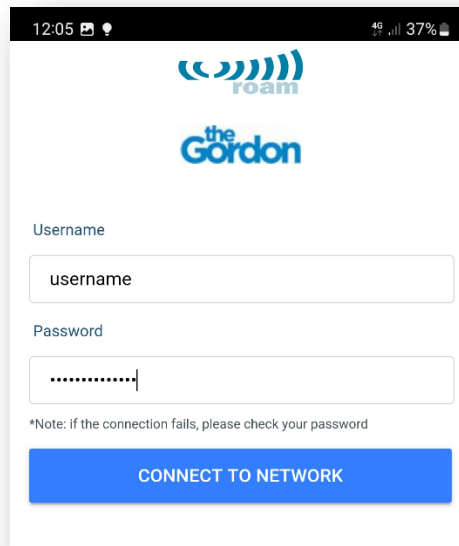 12:05 4G 37%
roam
the
Gordon
Username
username
Password
••••••••••••••
*Note: if the connection fails, please check your password
CONNECT TO NETWORK